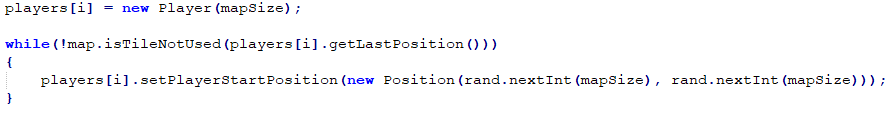 players[i] = new Player(mapSize);
while(!map.isTileNotUsed(players[i].getLastPosition()))
{
players[i].setPlayerStartPosition(new Position(rand.nextInt(mapSize), rand.nextInt(mapSize)));
}